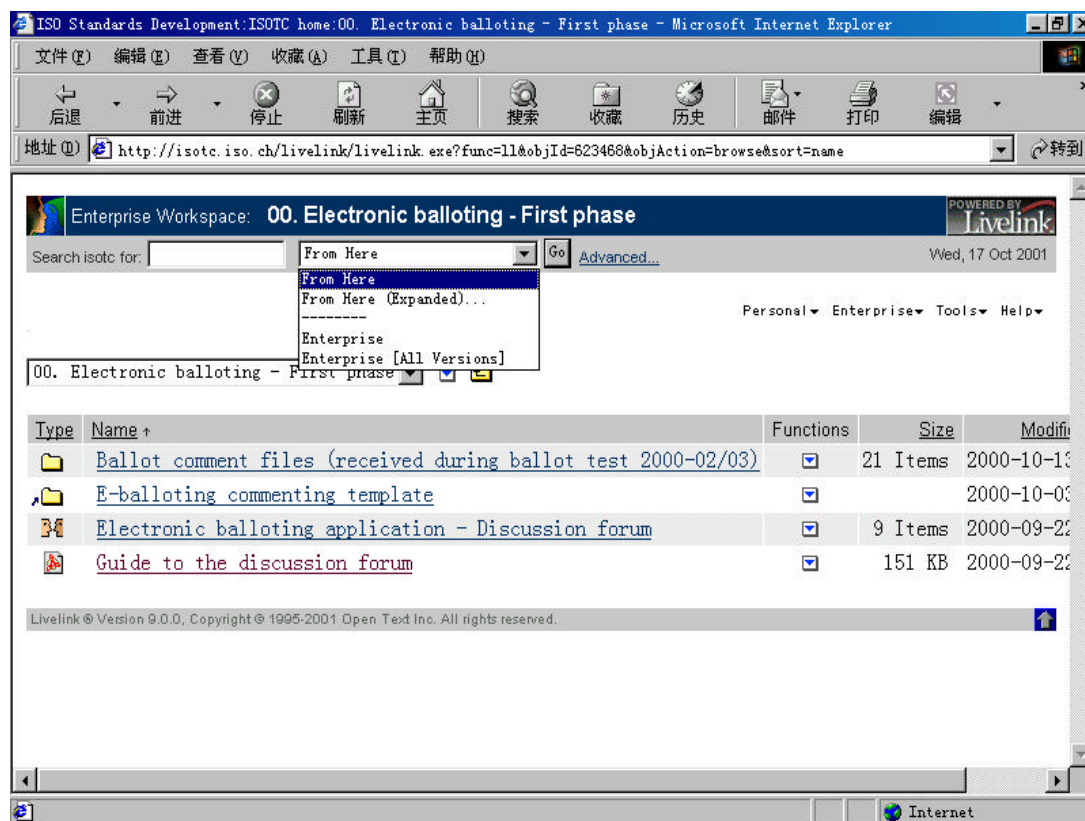 ISO Standards Development:ISOTC home:00. Electronic balloting - First phase - Microsoft Internet Explorer
文件(F) 编辑(E) 查看(V) 收藏(A) 工具(T) 帮助(H)
后退 前进 停止 刷新 主页 搜索 收藏 历史 邮件 打印 编辑
地址(D) http://isotc.iso.ch/livelink/livelink.exe?func=ll&objId=623468&objAction=browse&sort=name 转到
Enterprise Workspace: 00. Electronic balloting - First phase POWERED BY Livelink
Search isotc for: From Here Go Advanced... Wed, 17 Oct 2001
From Here
From Here (Expanded)...
--------
Enterprise
Enterprise [All Versions]
Personal Enterprise Tools Help
00. Electronic balloting - First phase
Type Name Functions Size Modifi
Ballot comment files (received during ballot test 2000-02/03) 21 Items 2000-10-13
E-balloting commenting template 2000-10-03
Electronic balloting application - Discussion forum 9 Items 2000-09-22
Guide to the discussion forum 151 KB 2000-09-22
Livelink ® Version 9.0.0, Copyright © 1995-2001 Open Text Inc. All rights reserved.
Internet